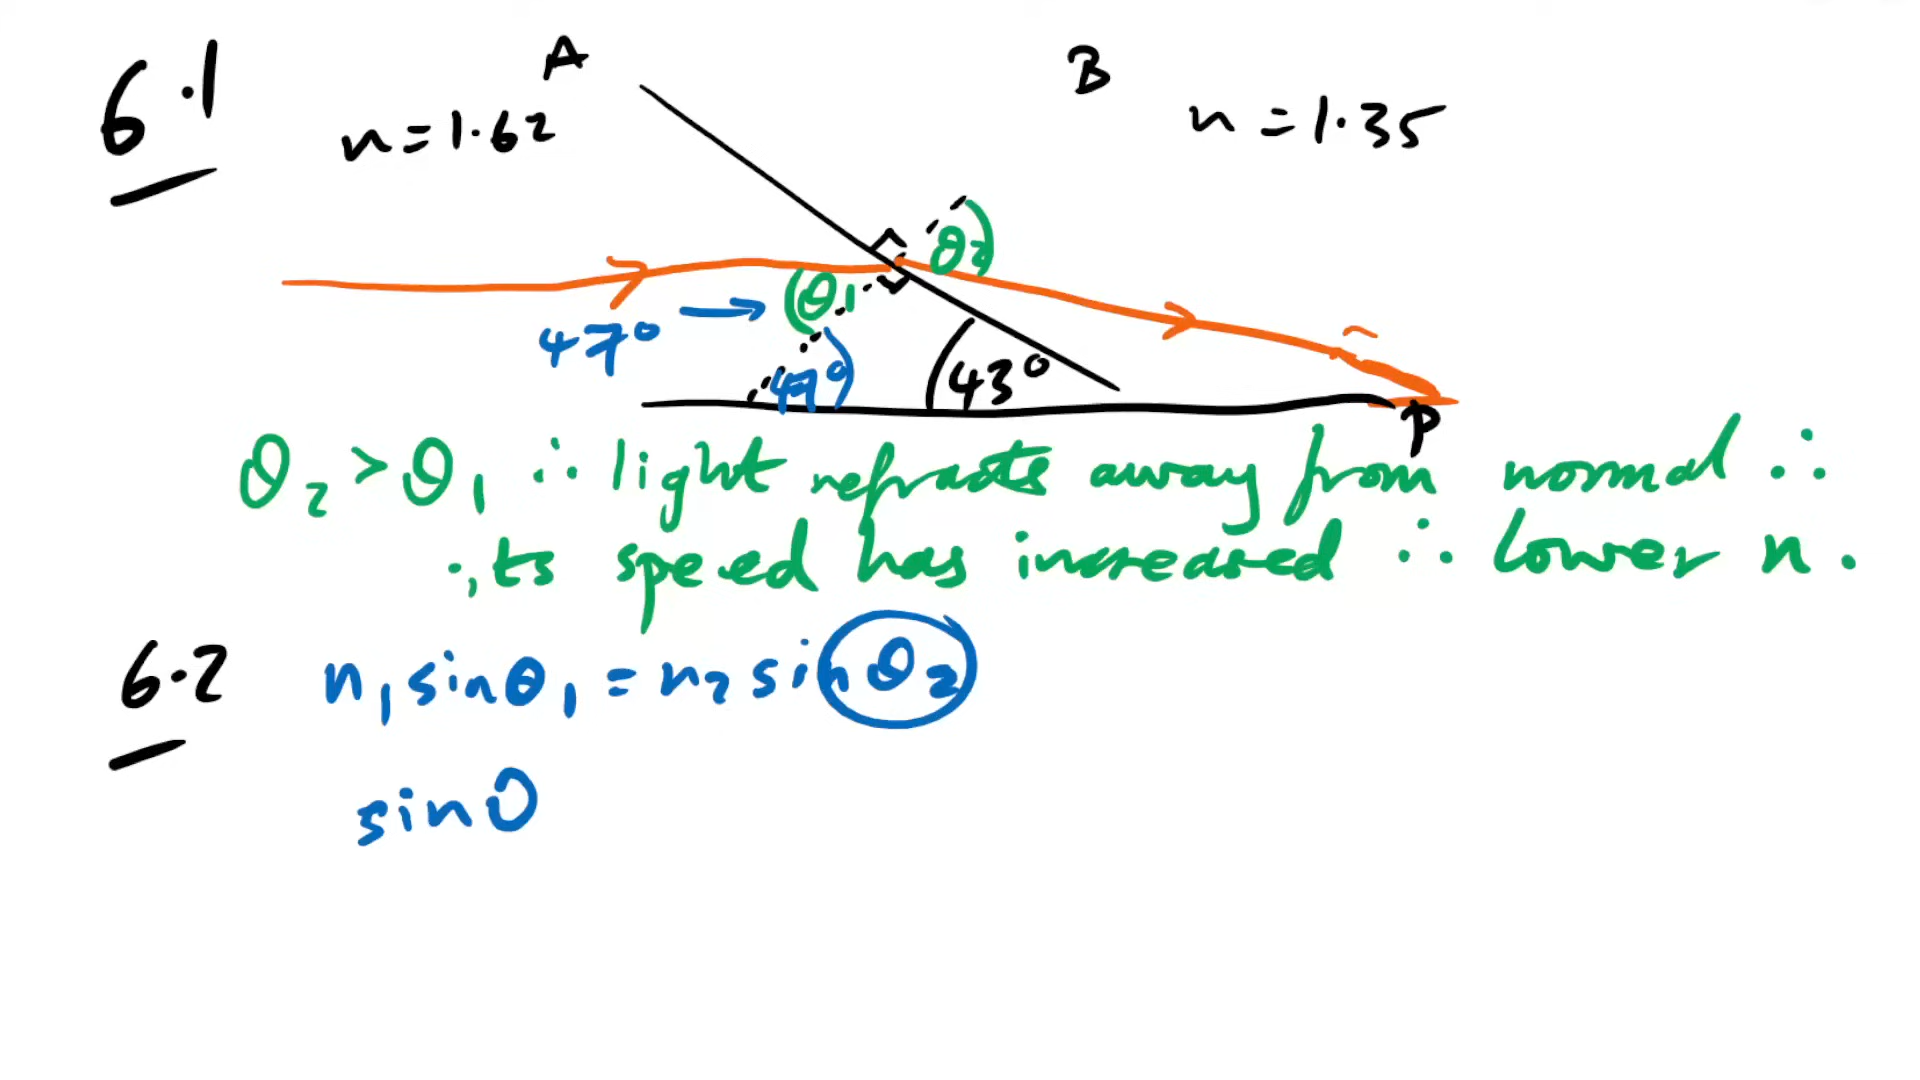 6.1
A
B
n=1.62
n=1.35
θ2
θ1
47°
47°
43°
P
θ2 > θ1 ∴ light refracts away from normal ∴
its speed has increased ∴ lower n.
6.2 n1 sinθ1 = n2 sinθ2
sinθ